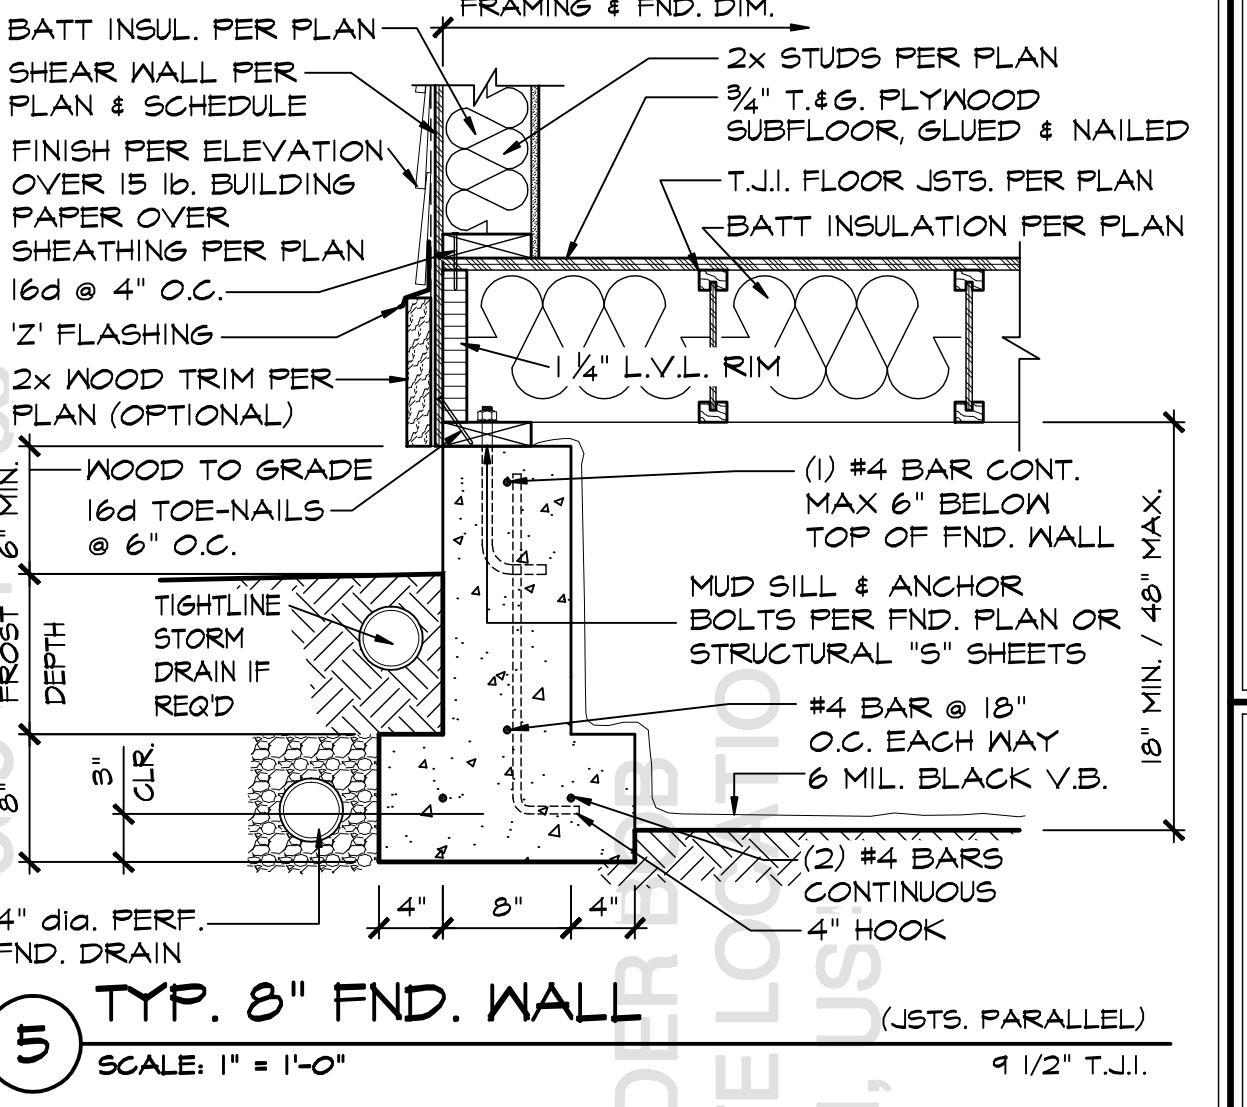 FRAMING & FND. DIM.
BATT INSUL. PER PLAN
SHEAR WALL PER
PLAN & SCHEDULE
FINISH PER ELEVATION
OVER 15 lb. BUILDING
PAPER OVER
SHEATHING PER PLAN
16d @ 4" O.C.
'Z' FLASHING
2x WOOD TRIM PER
PLAN (OPTIONAL)
2x STUDS PER PLAN
3/4" T.&G. PLYWOOD
SUBFLOOR, GLUED & NAILED
T.J.I. FLOOR JSTS. PER PLAN
BATT INSULATION PER PLAN
1 1/4" L.V.L. RIM
6" MIN.
WOOD TO GRADE
16d TOE-NAILS
@ 6" O.C.
(1) #4 BAR CONT.
MAX 6" BELOW
TOP OF FND. WALL
MUD SILL & ANCHOR
BOLTS PER FND. PLAN OR
STRUCTURAL "S" SHEETS
18" MIN. / 48" MAX.
FROST
DEPTH
TIGHTLINE
STORM
DRAIN IF
REQ'D
#4 BAR @ 18"
O.C. EACH WAY
6 MIL. BLACK V.B.
8"
3"
CLR.
(2) #4 BARS
CONTINUOUS
4" HOOK
4"
8"
4"
4" dia. PERF.
FND. DRAIN
5
TYP. 8" FND. WALL
(JSTS. PARALLEL)
SCALE: 1" = 1'-0"
9 1/2" T.J.I.
DER BUB
TE LOCATIO
US!